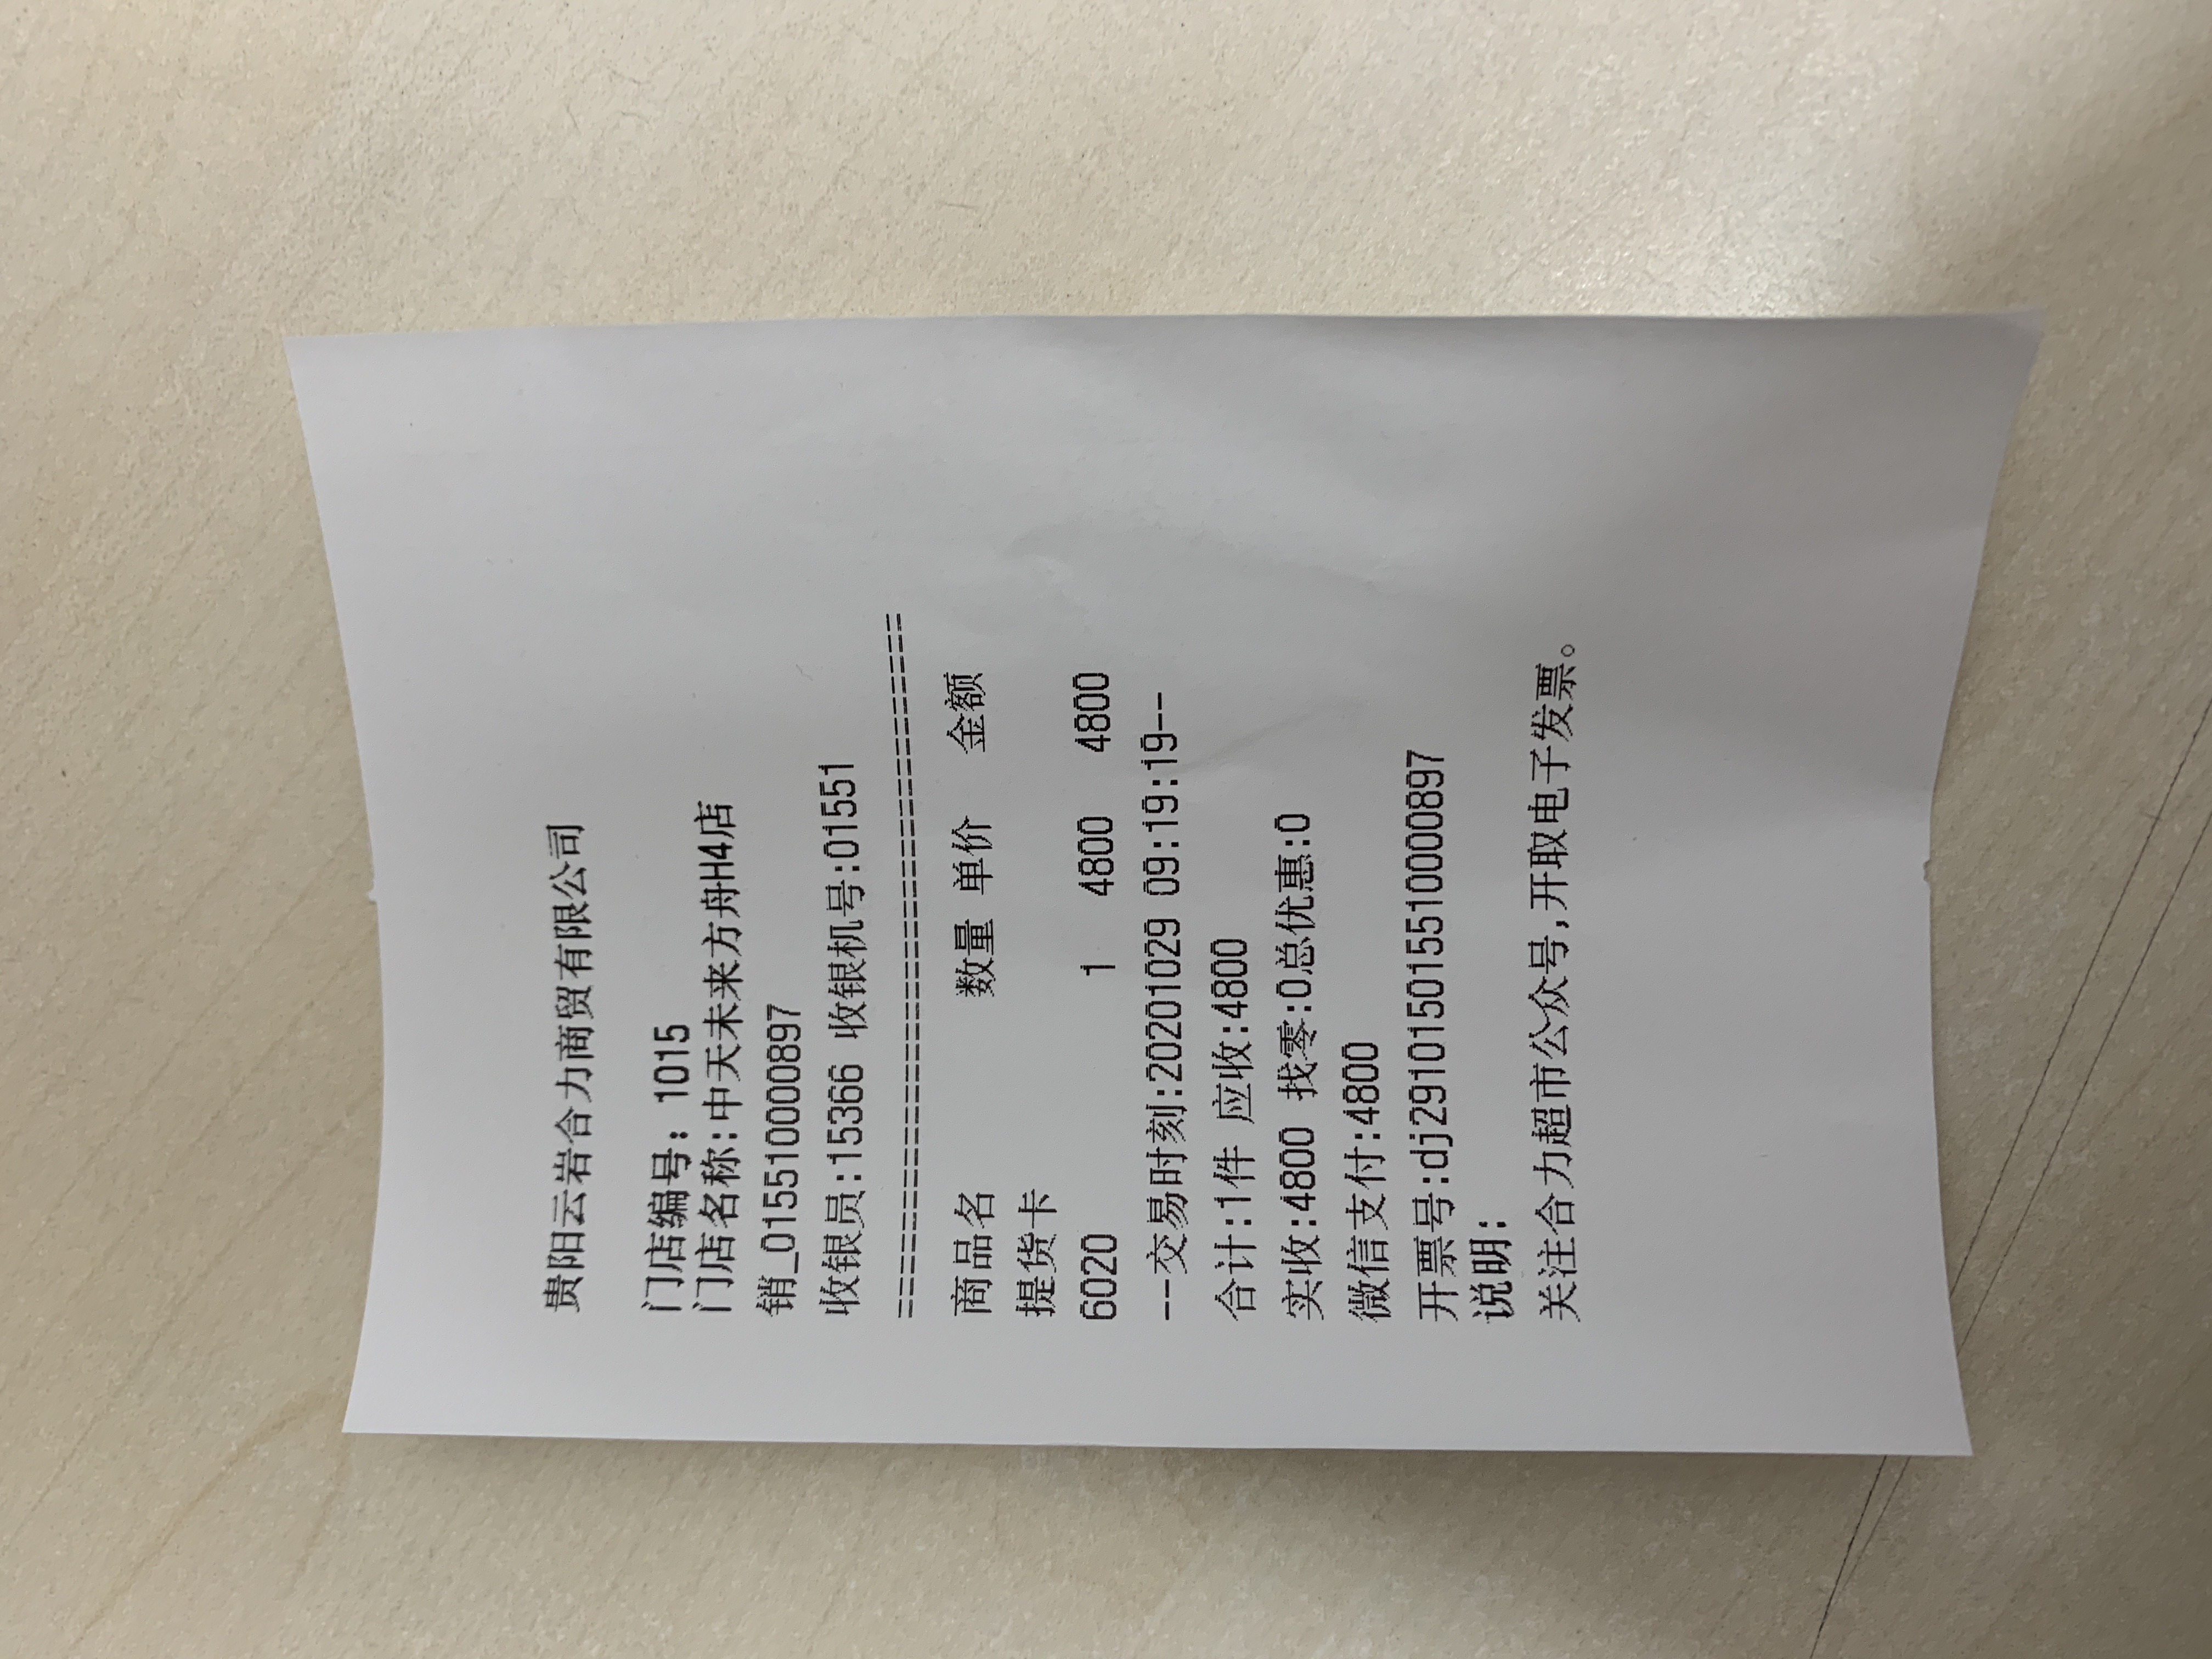 贵阳云岩合力商贸有限公司
门店编号: 1015
门店名称:中天未来方舟H4店
销_01551000897
收银员:15366 收银机号:01551
================================
商品名 数量 单价 金额
提货卡
6020 1 4800 4800
--交易时刻:20201029 09:19:19--
合计:1件 应收:4800
实收:4800 找零:0总优惠:0
微信支付:4800
开票号:dj29101501551000897
说明:
关注合力超市公众号,开取电子发票。